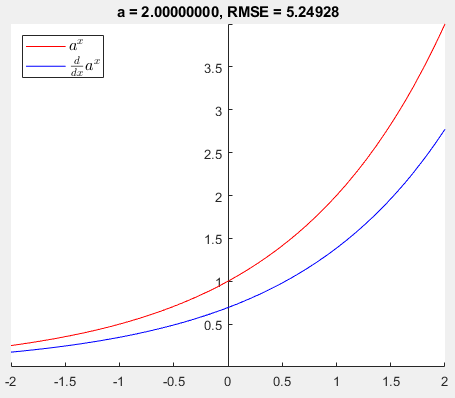 a = 2.00000000, RMSE = 5.24928
a^x
d/dx a^x
3.5
3
2.5
2
1.5
1
0.5
-2 -1.5 -1 -0.5 0 0.5 1 1.5 2